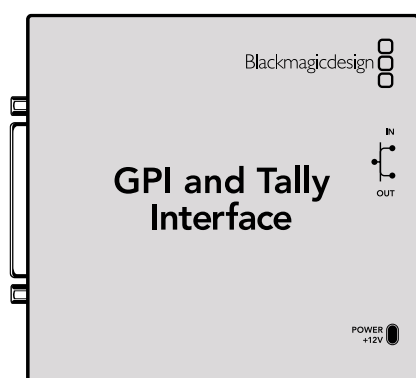 Blackmagicdesign
IN
OUT
GPI and Tally
Interface
POWER
+12V